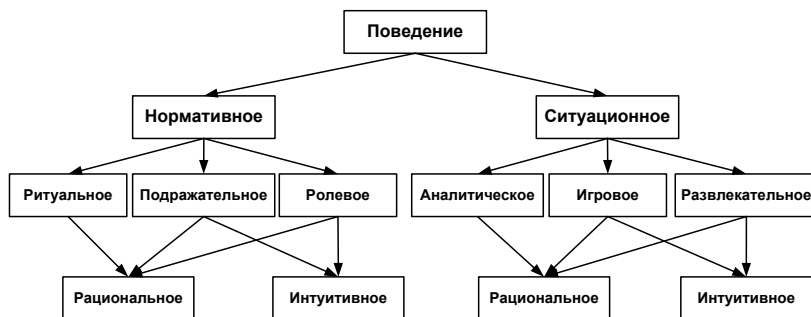 Поведение
Нормативное
Ситуационное
Ритуальное
Подражательное
Ролевое
Аналитическое
Игровое
Развлекательное
Рациональное
Интуитивное
Рациональное
Интуитивное